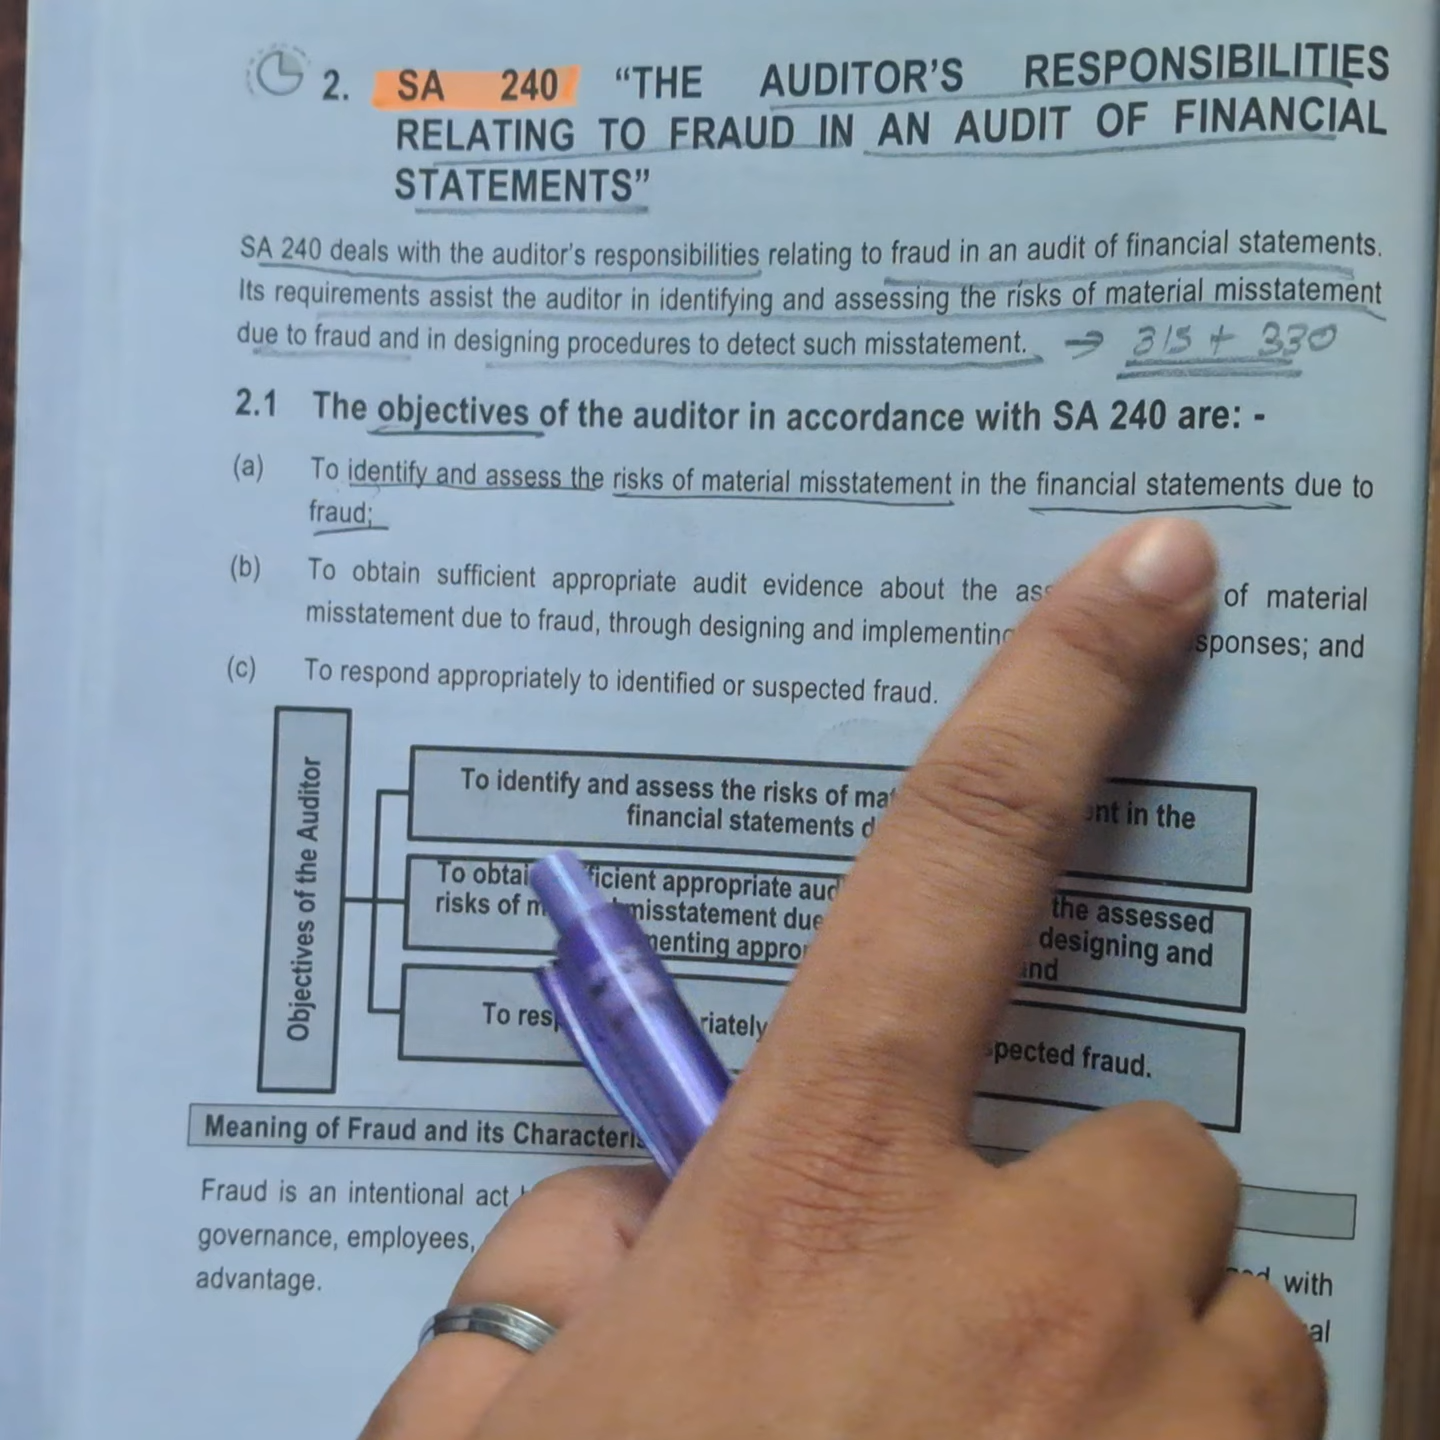 2. SA 240 “THE AUDITOR’S RESPONSIBILITIES
RELATING TO FRAUD IN AN AUDIT OF FINANCIAL
STATEMENTS”
SA 240 deals with the auditor’s responsibilities relating to fraud in an audit of financial statements.
Its requirements assist the auditor in identifying and assessing the risks of material misstatement
due to fraud and in designing procedures to detect such misstatement. → 315 + 330
2.1 The objectives of the auditor in accordance with SA 240 are: -
(a) To identify and assess the risks of material misstatement in the financial statements due to
fraud;
(b) To obtain sufficient appropriate audit evidence about the of material
misstatement due to fraud, through designing and implementing and
(c) To respond appropriately to identified or suspected fraud.
Objectives of the Auditor
To identify and assess the risks of in the
financial statements
To appropriate the assessed
risks of misstatement due designing and
To fraud.
Meaning of Fraud and its
Fraud is an intentional act
governance, employees, with
advantage.